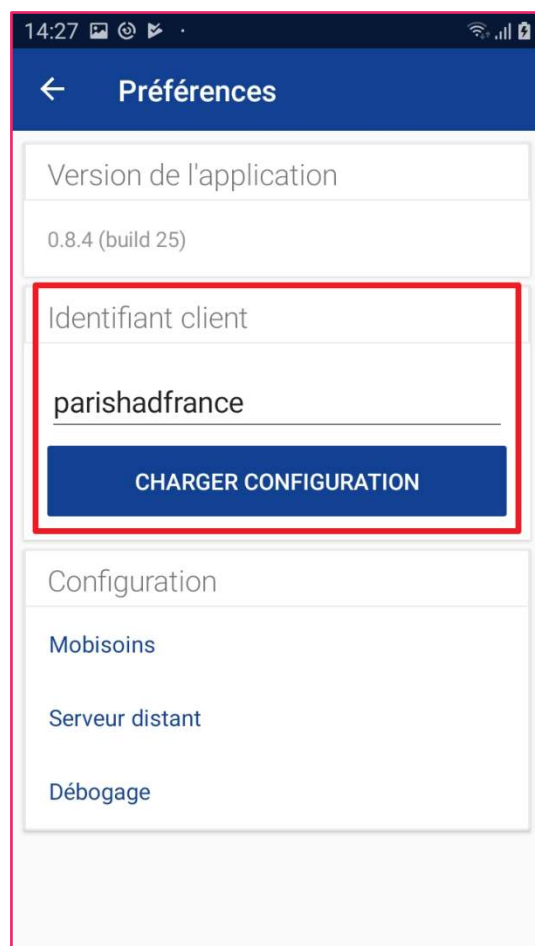 14:27
Préférences
Version de l'application
0.8.4 (build 25)
Identifiant client
parishadfrance
CHARGER CONFIGURATION
Configuration
Mobisoins
Serveur distant
Débogage